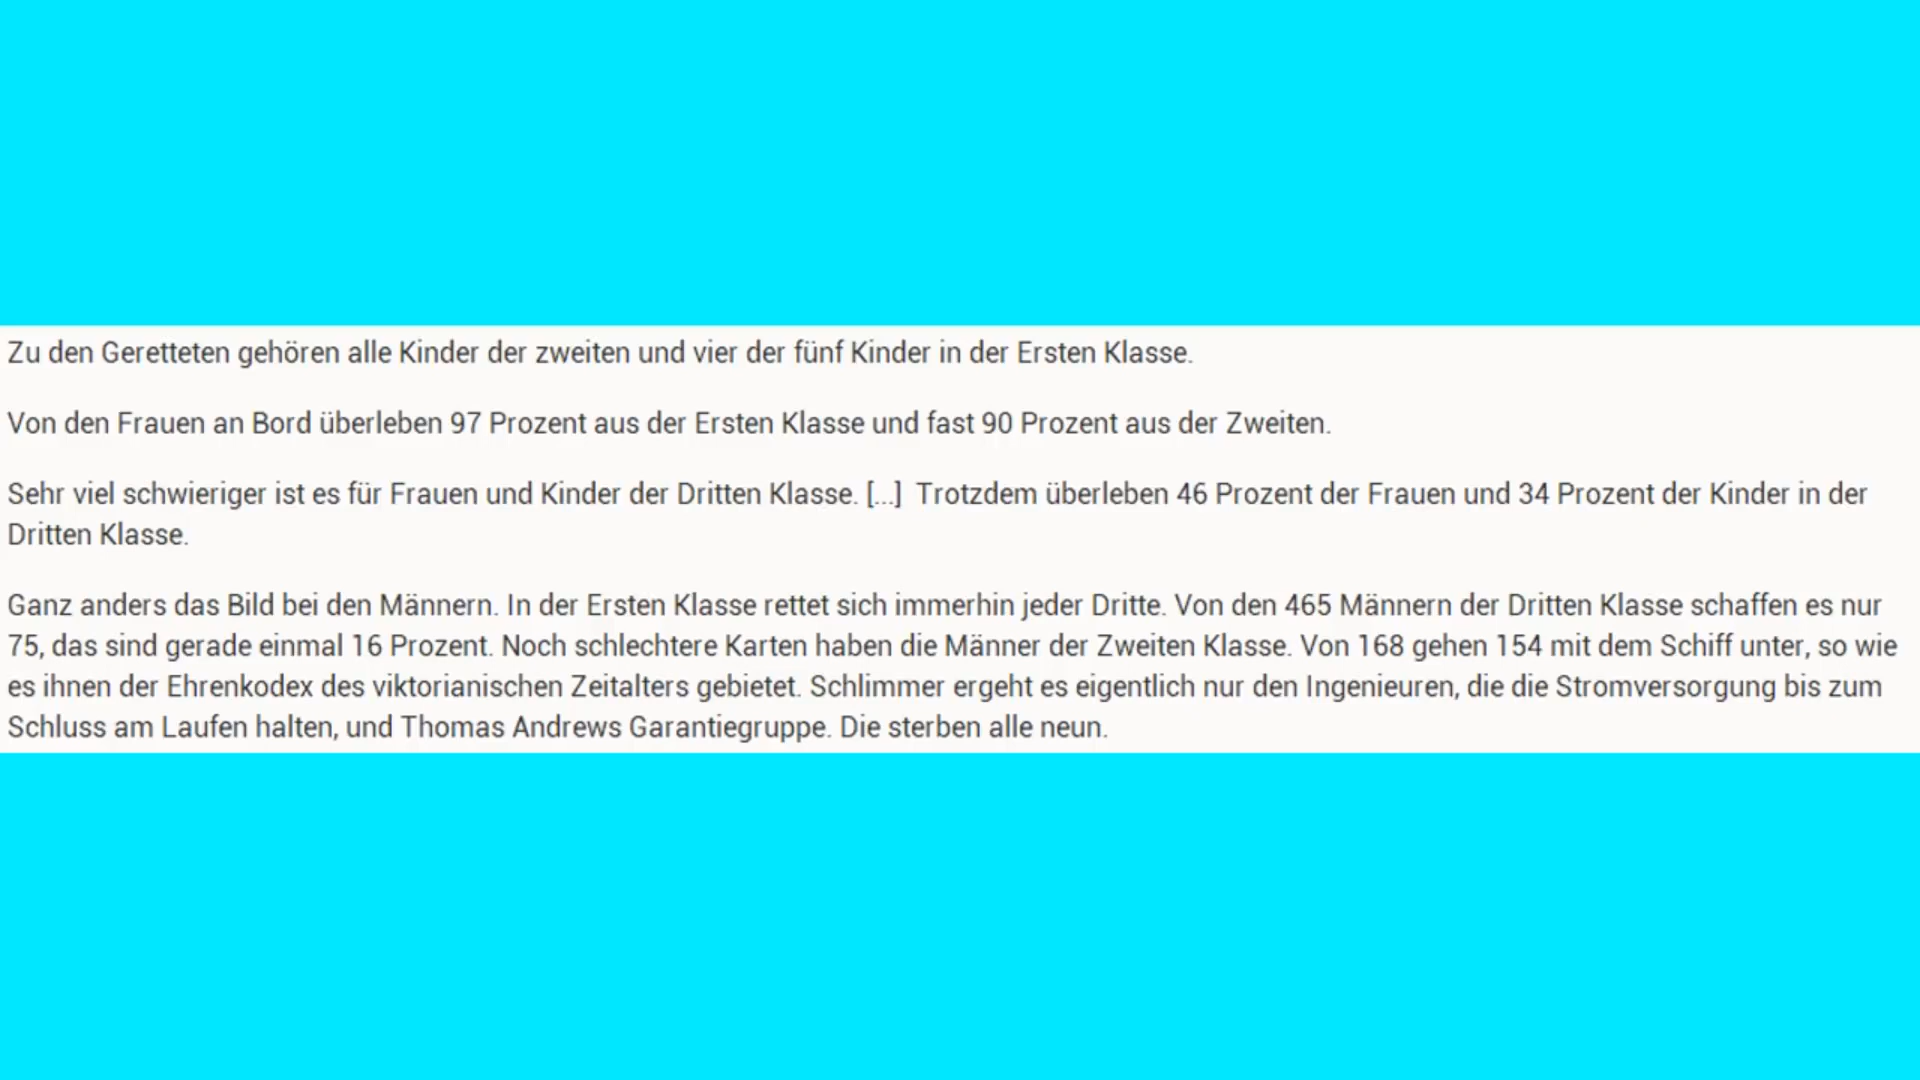 Zu den Geretteten gehören alle Kinder der zweiten und vier der fünf Kinder in der Ersten Klasse.
Von den Frauen an Bord überleben 97 Prozent aus der Ersten Klasse und fast 90 Prozent aus der Zweiten.
Sehr viel schwieriger ist es für Frauen und Kinder der Dritten Klasse. [...] Trotzdem überleben 46 Prozent der Frauen und 34 Prozent der Kinder in der
Dritten Klasse.
Ganz anders das Bild bei den Männern. In der Ersten Klasse rettet sich immerhin jeder Dritte. Von den 465 Männern der Dritten Klasse schaffen es nur
75, das sind gerade einmal 16 Prozent. Noch schlechtere Karten haben die Männer der Zweiten Klasse. Von 168 gehen 154 mit dem Schiff unter, so wie
es ihnen der Ehrenkodex des viktorianischen Zeitalters gebietet. Schlimmer ergeht es eigentlich nur den Ingenieuren, die die Stromversorgung bis zum
Schluss am Laufen halten, und Thomas Andrews Garantiegruppe. Die sterben alle neun.